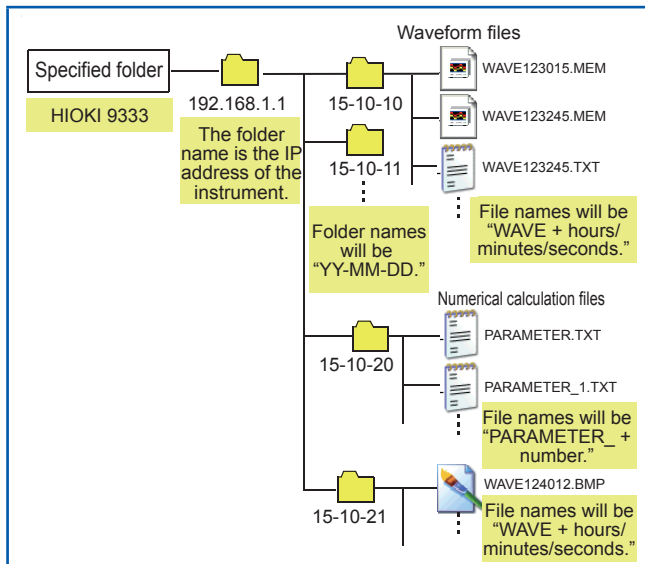 Waveform files
Specified folder
HIOKI 9333
192.168.1.1
The folder
name is the IP
address of the
instrument.
15-10-10
15-10-11
Folder names
will be
“YY-MM-DD.”
WAVE123015.MEM
WAVE123245.MEM
WAVE123245.TXT
File names will be
“WAVE + hours/
minutes/seconds.”
Numerical calculation files
15-10-20
PARAMETER.TXT
PARAMETER_1.TXT
File names will be
“PARAMETER_ +
number.”
15-10-21
WAVE124012.BMP
File names will be
“WAVE + hours/
minutes/seconds.”